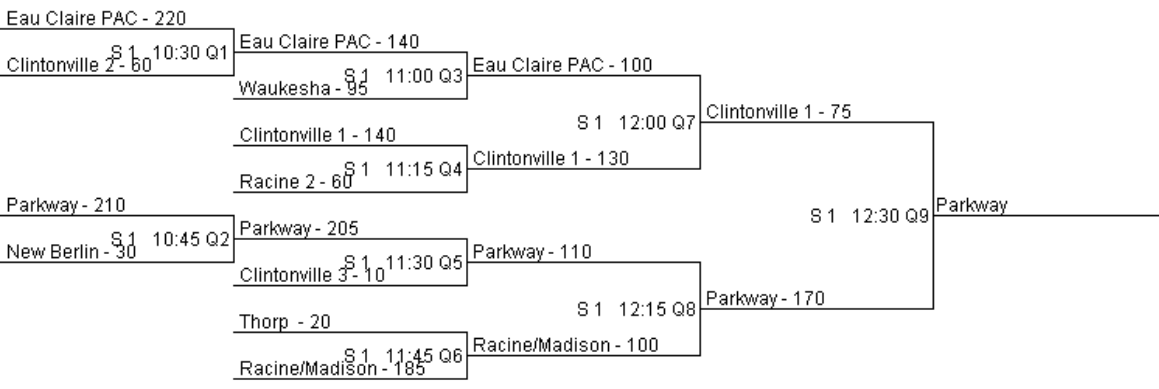 Eau Claire PAC - 220
S 1 10:30 Q1
Clintonville 2 - 60
Eau Claire PAC - 140
S 1 11:00 Q3
Waukesha - 95
Eau Claire PAC - 100
S 1 12:00 Q7
Clintonville 1 - 75
Clintonville 1 - 140
S 1 11:15 Q4
Racine 2 - 60
Clintonville 1 - 130
Parkway - 210
S 1 10:45 Q2
New Berlin - 30
Parkway - 205
S 1 11:30 Q5
Clintonville 3 - 10
Parkway - 110
S 1 12:15 Q8
Parkway - 170
S 1 12:30 Q9
Parkway
Thorp - 20
S 1 11:45 Q6
Racine/Madison - 185
Racine/Madison - 100